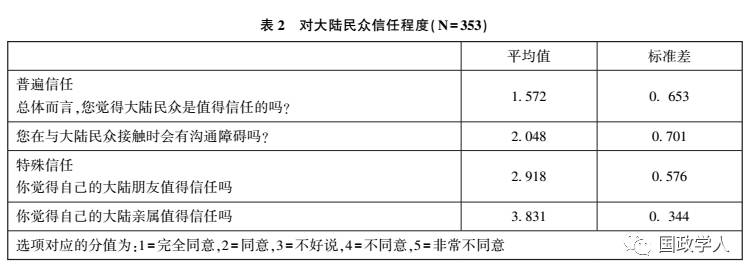 表 2 对大陆民众信任程度(N=353)
平均值 标准差
普遍信任
总体而言,您觉得大陆民众是值得信任的吗? 1.572 0. 653
您在与大陆民众接触时会有沟通障碍吗? 2.048 0.701
特殊信任
你觉得自己的大陆朋友值得信任吗 2.918 0.576
你觉得自己的大陆亲属值得信任吗 3.831 0. 344
选项对应的分值为:1=完全同意,2=同意,3=不好说,4=不同意,5=非常不同意
国政学人